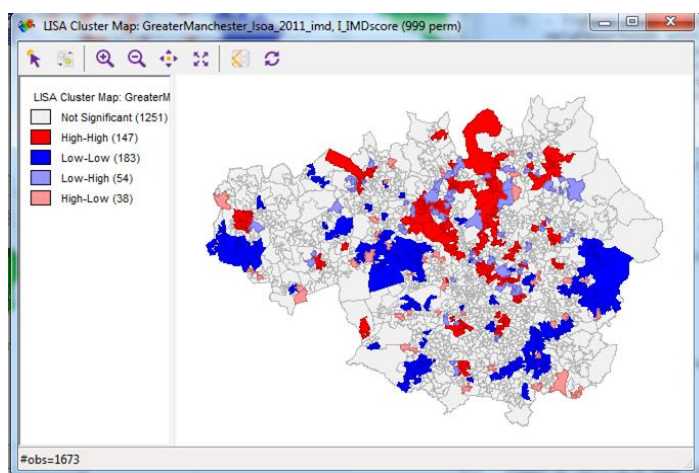 LISA Cluster Map: GreaterManchester_lsoa_2011_imd, I_IMDscore (999 perm)
LISA Cluster Map: GreaterM
Not Significant (1251)
High-High (147)
Low-Low (183)
Low-High (54)
High-Low (38)
#obs=1673